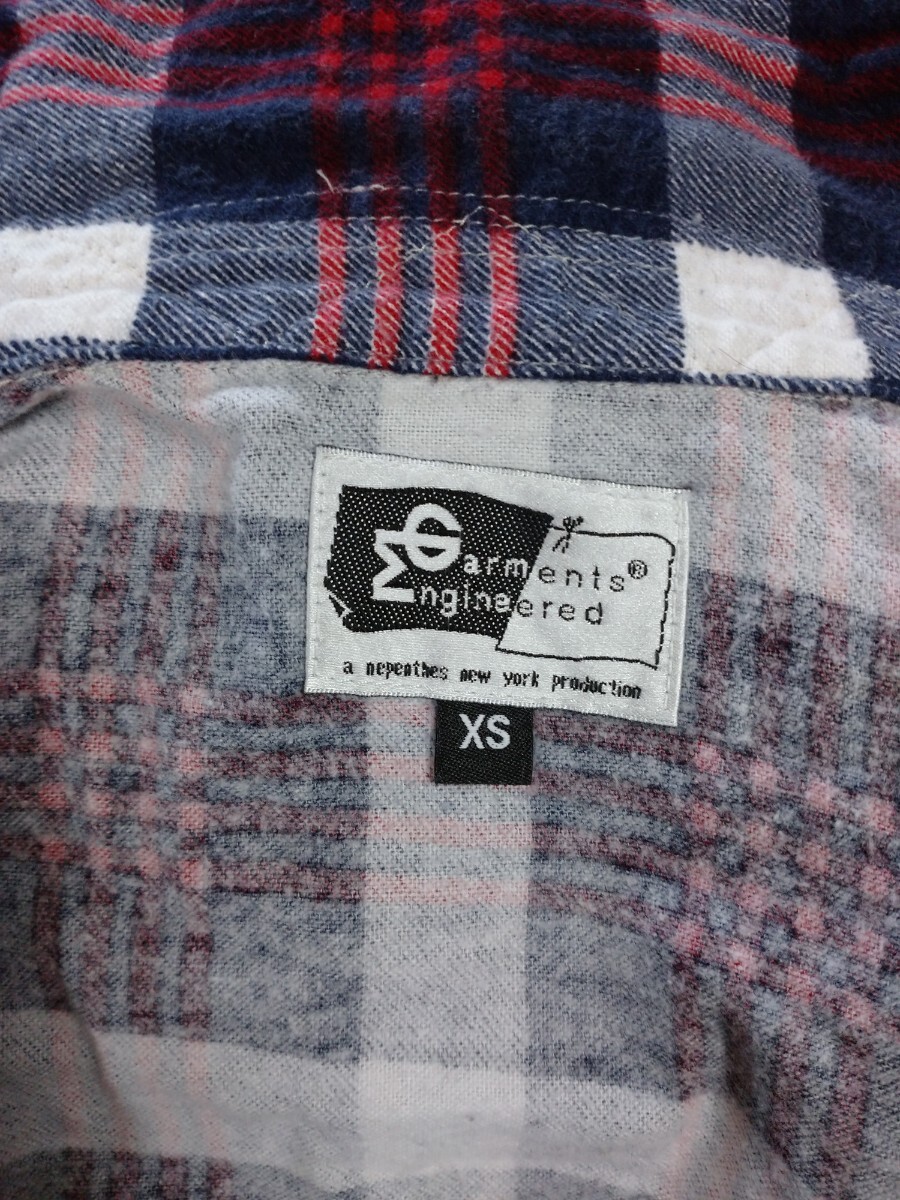 Garments®
Engineered
a nepenthes new york production
XS